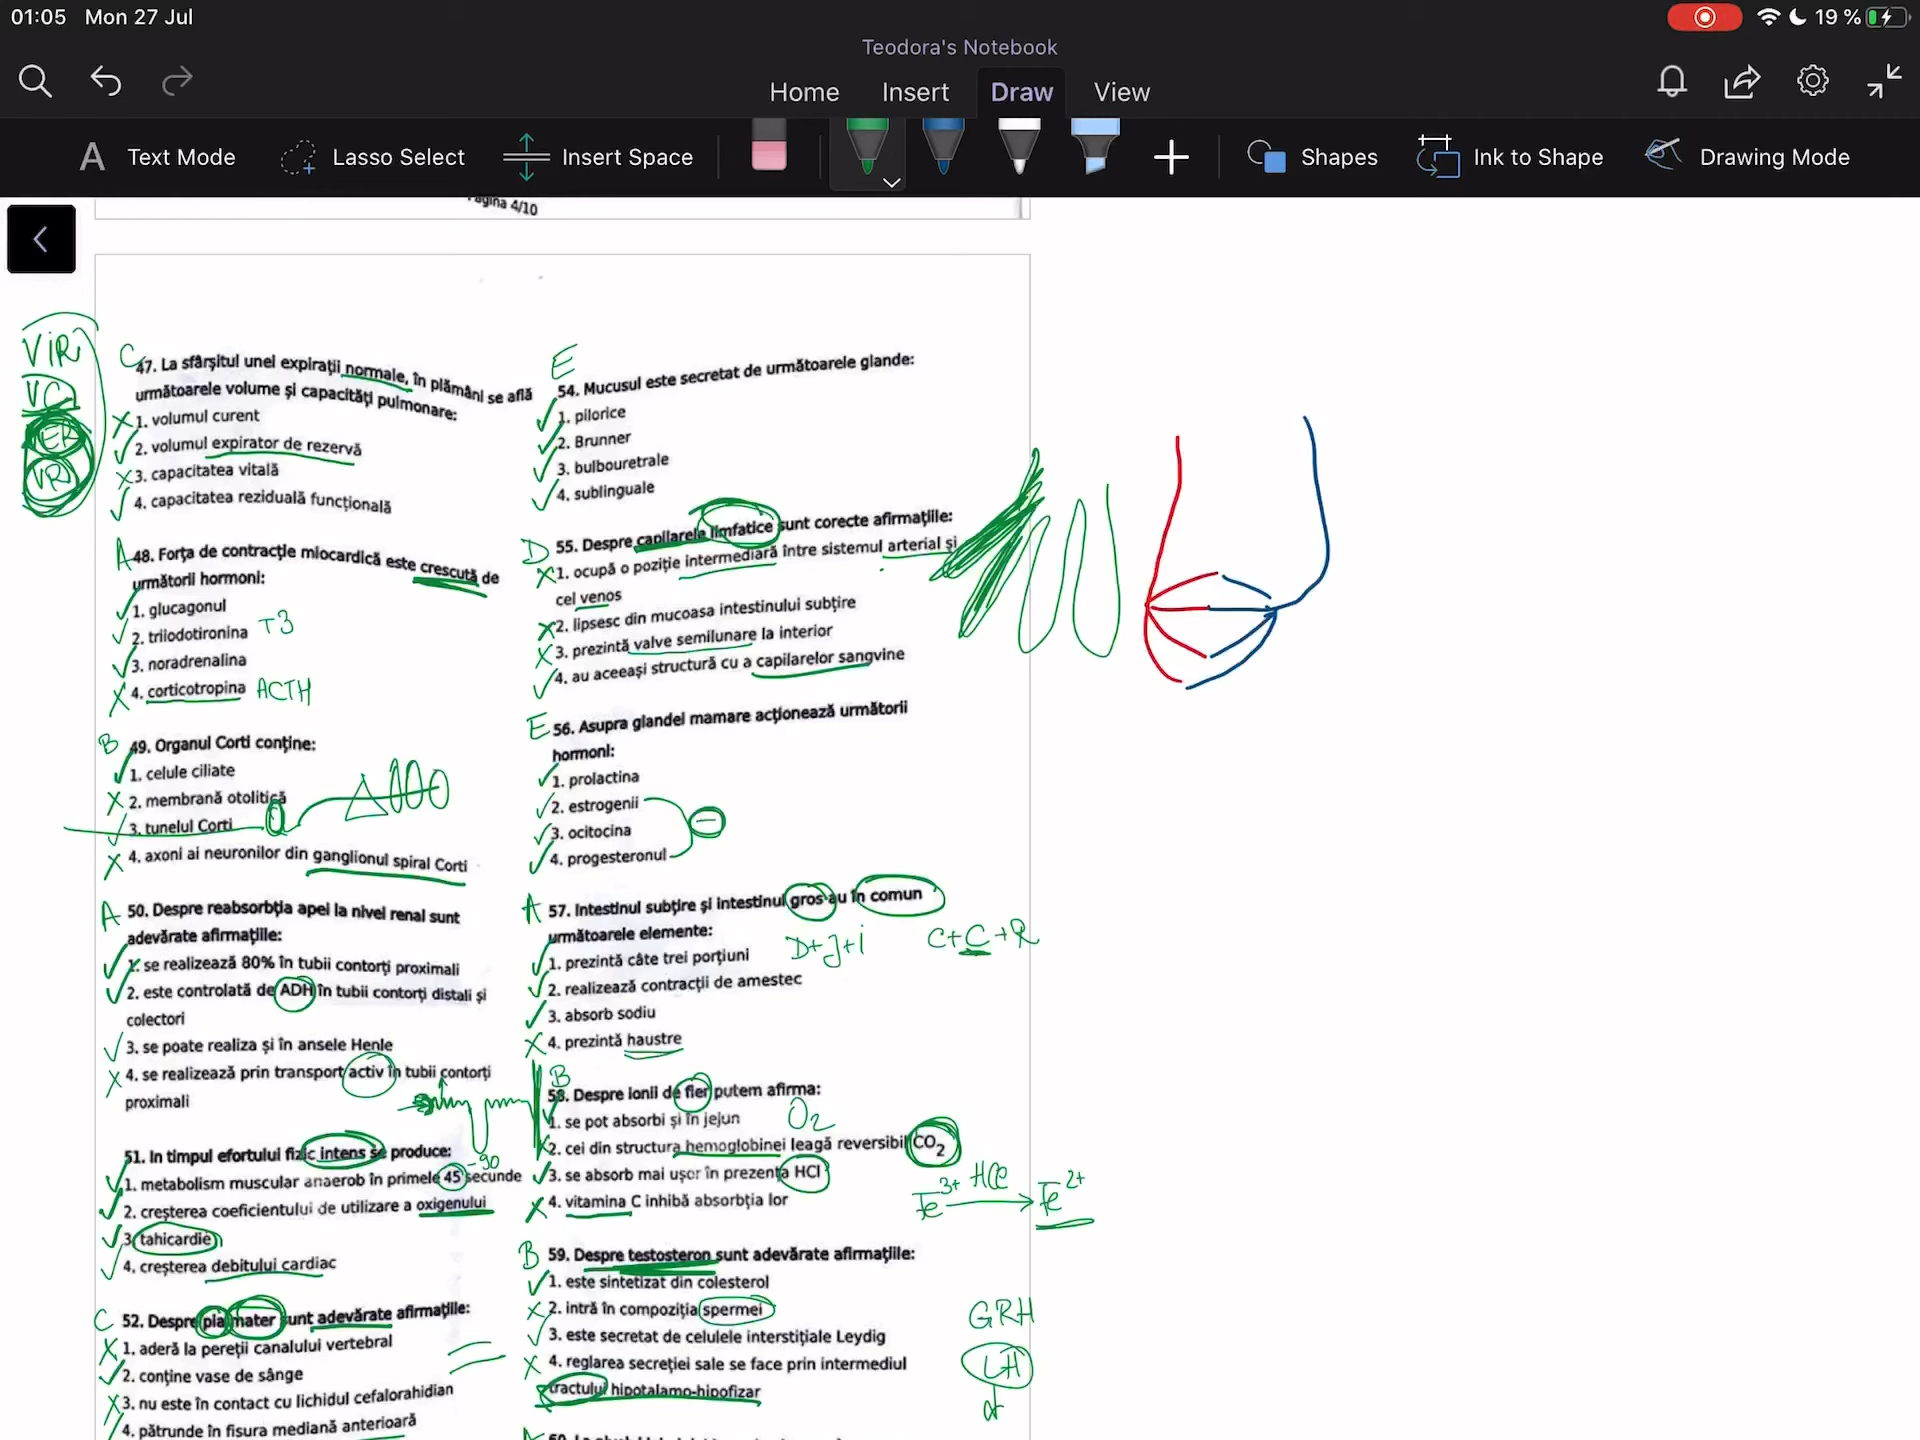 01:05 Mon 27 Jul
19 %
Teodora's Notebook
Home Insert Draw View
Text Mode Lasso Select Insert Space Shapes Ink to Shape Drawing Mode
Pagina 4/10
VIR
VC
ER
VR
C
47. La sfârşitul unei expiraţii normale, în plămâni se află
următoarele volume şi capacităţi pulmonare:
X 1. volumul curent
✓ 2. volumul expirator de rezervă
X 3. capacitatea vitală
✓ 4. capacitatea reziduală funcţională
A 48. Forţa de contracţie miocardică este crescută de
următorii hormoni:
✓ 1. glucagonul
✓ 2. triiodotironina T3
✓ 3. noradrenalina
X 4. corticotropina ACTH
B 49. Organul Corti conţine:
✓ 1. celule ciliate
X 2. membrană otolitică
✓ 3. tunelul Corti
X 4. axoni ai neuronilor din ganglionul spiral Corti
A 50. Despre reabsorbţia apei la nivel renal sunt
adevărate afirmaţiile:
✓ 1. se realizează 80% în tubii contorţi proximali
✓ 2. este controlată de ADH în tubii contorţi distali şi
colectori
✓ 3. se poate realiza şi în ansele Henle
X 4. se realizează prin transport activ în tubii contorţi
proximali
51. In timpul efortului fizic intens se produce:
-90
✓ 1. metabolism muscular anaerob în primele 45 secunde
✓ 2. creşterea coeficientului de utilizare a oxigenului
✓ 3. tahicardie
✓ 4. creşterea debitului cardiac
C 52. Despre pia mater sunt adevărate afirmaţiile:
X 1. aderă la pereţii canalului vertebral
✓ 2. conţine vase de sânge
X 3. nu este în contact cu lichidul cefalorahidian
✓ 4. pătrunde în fisura mediană anterioară
E
54. Mucusul este secretat de următoarele glande:
✓ 1. pilorice
✓ 2. Brunner
✓ 3. bulbouretrale
✓ 4. sublinguale
D 55. Despre capilarele limfatice sunt corecte afirmaţiile:
X 1. ocupă o poziţie intermediară între sistemul arterial şi
cel venos
X 2. lipsesc din mucoasa intestinului subţire
X 3. prezintă valve semilunare la interior
✓ 4. au aceeaşi structură cu a capilarelor sangvine
E 56. Asupra glandei mamare acţionează următorii
hormoni:
✓ 1. prolactina
✓ 2. estrogenii
✓ 3. ocitocina
✓ 4. progesteronul
A 57. Intestinul subţire şi intestinul gros au în comun
următoarele elemente:
D+J+i C+C+R
✓ 1. prezintă câte trei porţiuni
✓ 2. realizează contracţii de amestec
✓ 3. absorb sodiu
X 4. prezintă haustre
B
58. Despre ionii de fier putem afirma:
✓ 1. se pot absorbi şi în jejun O2
X 2. cei din structura hemoglobinei leagă reversibil CO2
✓ 3. se absorb mai uşor în prezenţa HCl
X 4. vitamina C inhibă absorbţia lor
Fe3+ HCl → Fe2+
B 59. Despre testosteron sunt adevărate afirmaţiile:
✓ 1. este sintetizat din colesterol
X 2. intră în compoziţia spermei
✓ 3. este secretat de celulele interstiţiale Leydig
X 4. reglarea secreţiei sale se face prin intermediul
tractului hipotalamo-hipofizar
GRH
LH